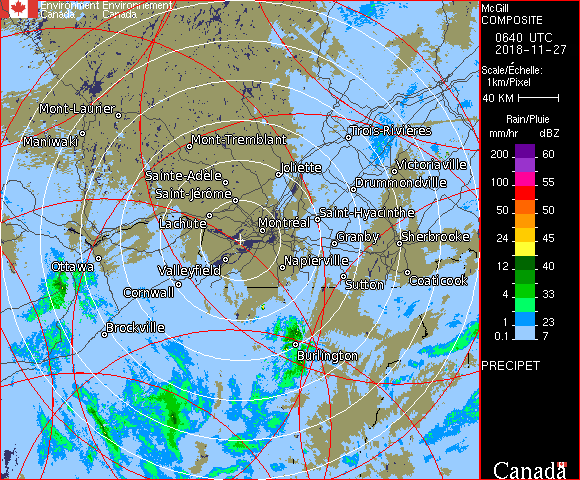 Environment Environnement
Canada Canada
McGill
COMPOSITE
0640 UTC
2018-11-27
Scale/Échelle:
1km/Pixel
40 KM
Rain/Pluie
mm/hr dBZ
200 60
100 55
50 50
24 45
12 40
4 33
1 23
0.1 7
PRECIPET
Canada
Mont-Laurier
Maniwaki
Mont-Tremblant
Trois-Rivières
Joliette
Victoriaville
Sainte-Adèle
Drummondville
Saint-Jérôme
Lachute
Montréal
Saint-Hyacinthe
Granby
Sherbrooke
Ottawa
Valleyfield
Napierville
Cornwall
Sutton
Coaticook
Brockville
Burlington